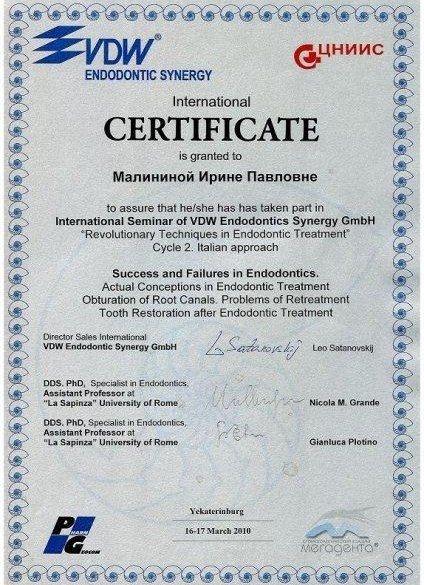 VDW®
ENDODONTIC SYNERGY
ЦНИИС
International
CERTIFICATE
is granted to
Малининой Ирине Павловне
to assure that he/she has has taken part in
International Seminar of VDW Endodontics Synergy GmbH
“Revolutionary Techniques in Endodontic Treatment”
Cycle 2. Italian approach
Success and Failures in Endodontics.
Actual Conceptions in Endodontic Treatment
Obturation of Root Canals. Problems of Retreatment
Tooth Restoration after Endodontic Treatment
Director Sales International
VDW Endodontic Synergy GmbH
L Satanovskij
Leo Satanovskij
DDS. PhD, Specialist in Endodontics,
Assistant Professor at
“La Sapinza” University of Rome
Nicola M. Grande
DDS. PhD, Specialist in Endodontics,
Assistant Professor at
“La Sapinza” University of Rome
Gianluca Plotino
Yekaterinburg
16-17 March 2010
PHARM
GEOCOM
мегадента